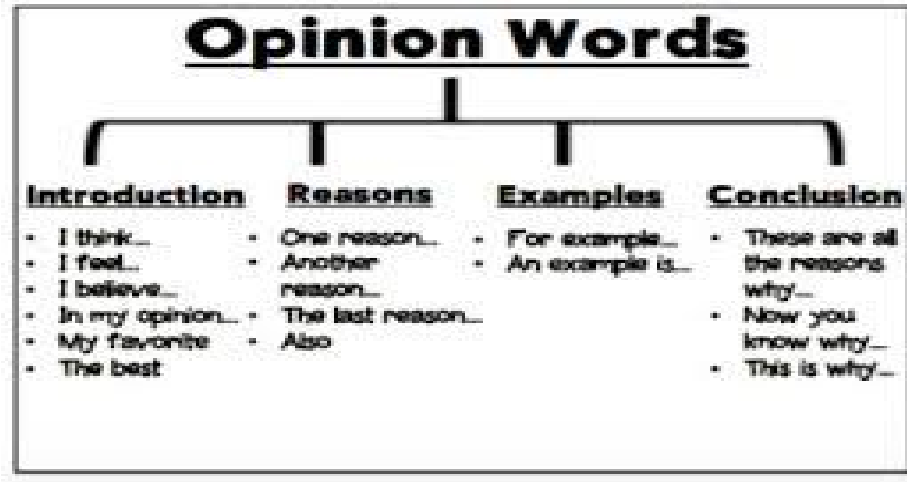 Opinion Words
Introduction
• I think...
• I feel...
• I believe...
• In my opinion...
• My favorite
• The best
Reasons
• One reason...
• Another
reason...
• The last reason...
• Also
Examples
• For example...
• An example is...
Conclusion
• These are all
the reasons
why...
• Now you
know why...
• This is why...